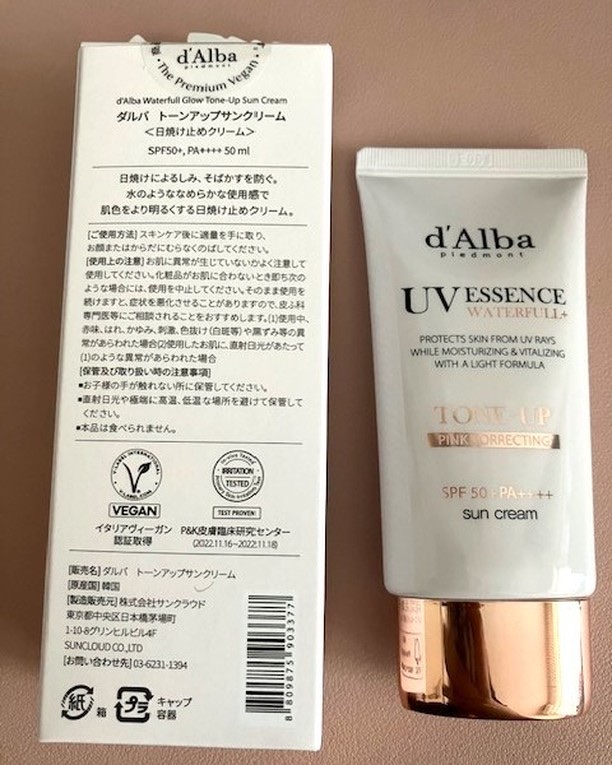 d'Alba
piedmont
The Premium Vegan
d'Alba Waterfull Glow Tone-Up Sun Cream
ダルバ トーンアップサンクリーム
＜日焼け止めクリーム＞
SPF50+, PA++++ 50 ml
日焼けによるしみ、そばかすを防ぐ。
水のようななめらかな使用感で
肌色をより明るくする日焼け止めクリーム。
[ご使用方法] スキンケア後に適量を手に取り、
お顔またはからだにむらなくのばしてください。
[使用上の注意] お肌に異常が生じていないかよく注意して
使用してください。化粧品がお肌に合わないとき即ち次の
ような場合には、使用を中止してください。そのまま使用を
続けますと、症状を悪化させることがありますので、皮ふ科
専門医等にご相談されることをおすすめします。(1)使用中、
赤味、はれ、かゆみ、刺激、色抜け(白斑等)や黒ずみ等の異
常があらわれた場合(2)使用したお肌に、直射日光があたって
(1)のような異常があらわれた場合
[保管及び取り扱い時の注意事項]
■お子様の手が触れない所に保管してください。
■直射日光や極端に高温、低温な場所を避けて保管して
ください。
■本品は食べられません。
V-LABEL INTERNATIONAL
V-LABEL.COM
VEGAN
イタリアヴィーガン
認証取得
IRRITATION
TESTED
TEST PROVEN!
P&K皮膚臨床研究センター
(2022.11.16~2022.11.18)
[販売名] ダルバ トーンアップサンクリーム
[原産国] 韓国
[製造販売元] 株式会社サンクラウド
東京都中央区日本橋茅場町
1-10-8グリンヒルビル4F
SUNCLOUD CO.,LTD
[お問い合わせ先] 03-6231-1394
紙 箱
プラ キャップ
容器
8 809875 903377
d'Alba
piedmont
UV ESSENCE
WATERFULL+
PROTECTS SKIN FROM UV RAYS
WHILE MOISTURIZING & VITALIZING
WITH A LIGHT FORMULA
TONE-UP
PINK CORRECTING
SPF 50+ PA++++
sun cream